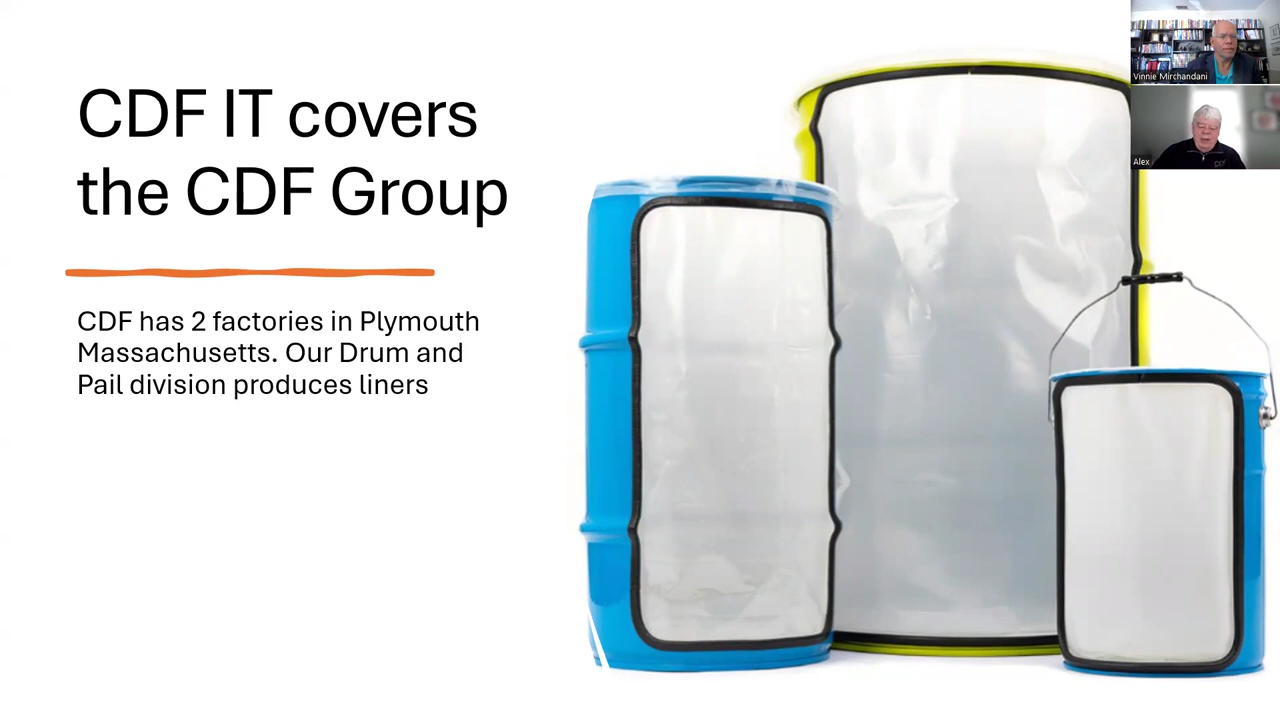 CDF IT covers
the CDF Group
CDF has 2 factories in Plymouth
Massachusetts. Our Drum and
Pail division produces liners
Vinnie Mirchandani
Alex